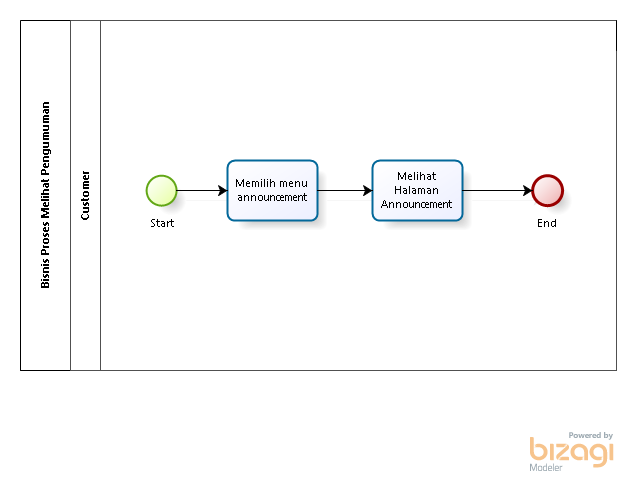 Bisnis Proses Melihat Pengumuman
Customer
Start
Memilih menu
announcement
Melihat
Halaman
Announcement
End
Powered by
bizagi
Modeler